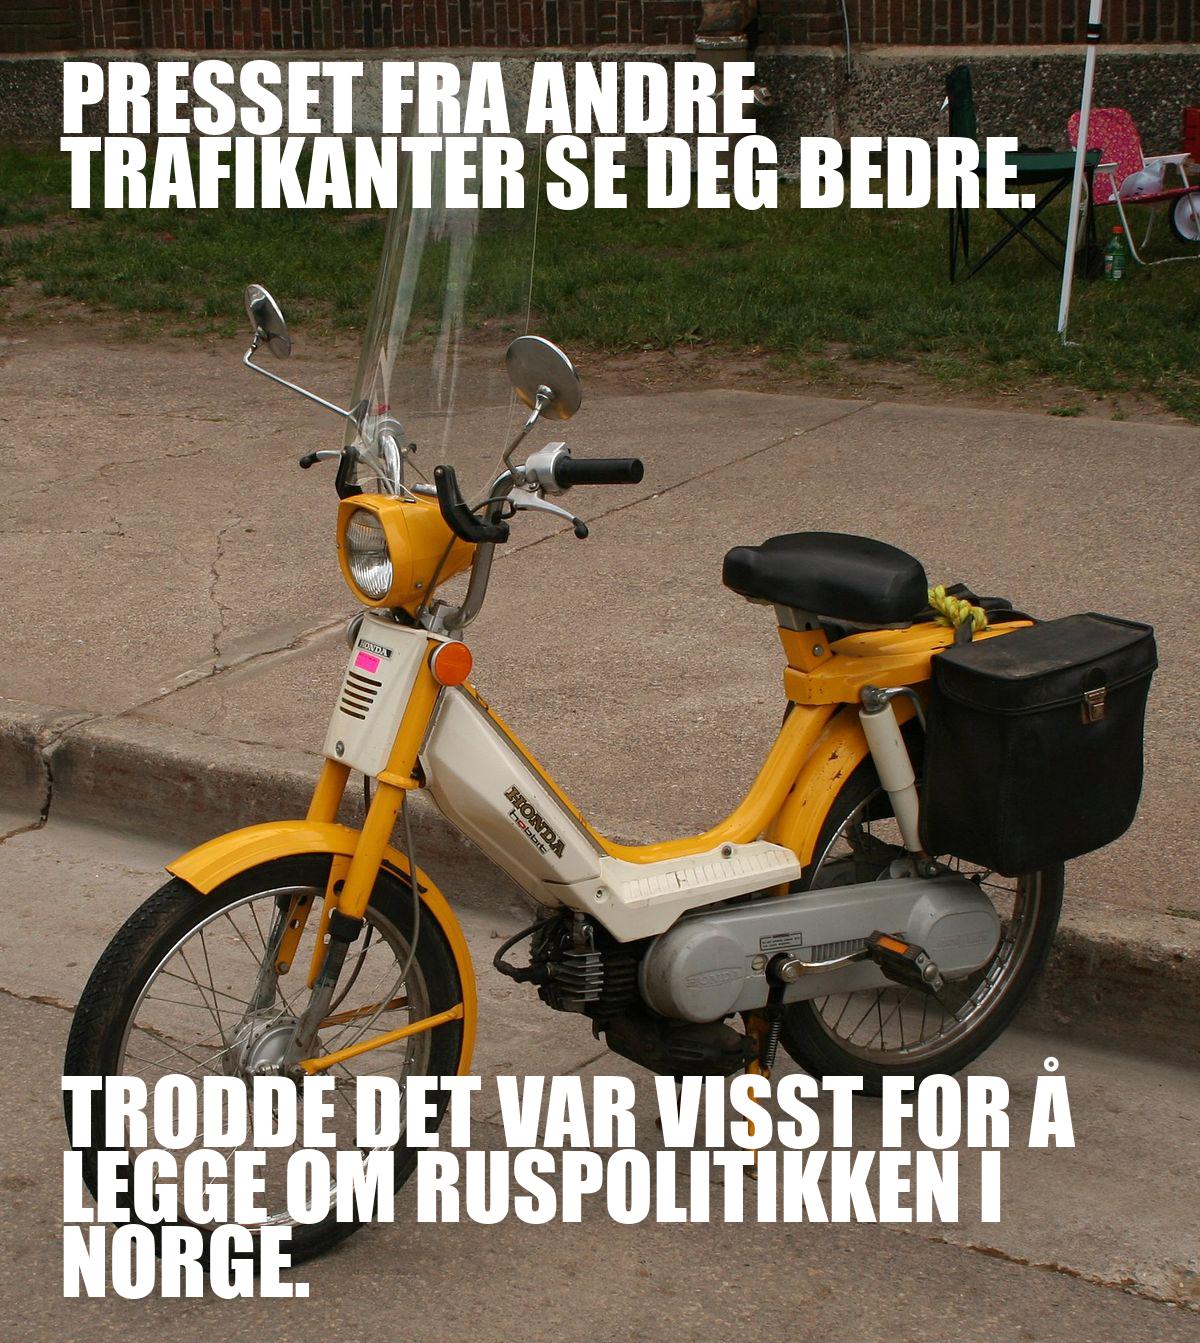 PRESSET FRA ANDRE
TRAFIKANTER SE DEG BEDRE.
HONDA
HONDA
hobbit
HONDA
TRODDE DET VAR VISST FOR Å
LEGGE OM RUSPOLITIKKEN I
NORGE.